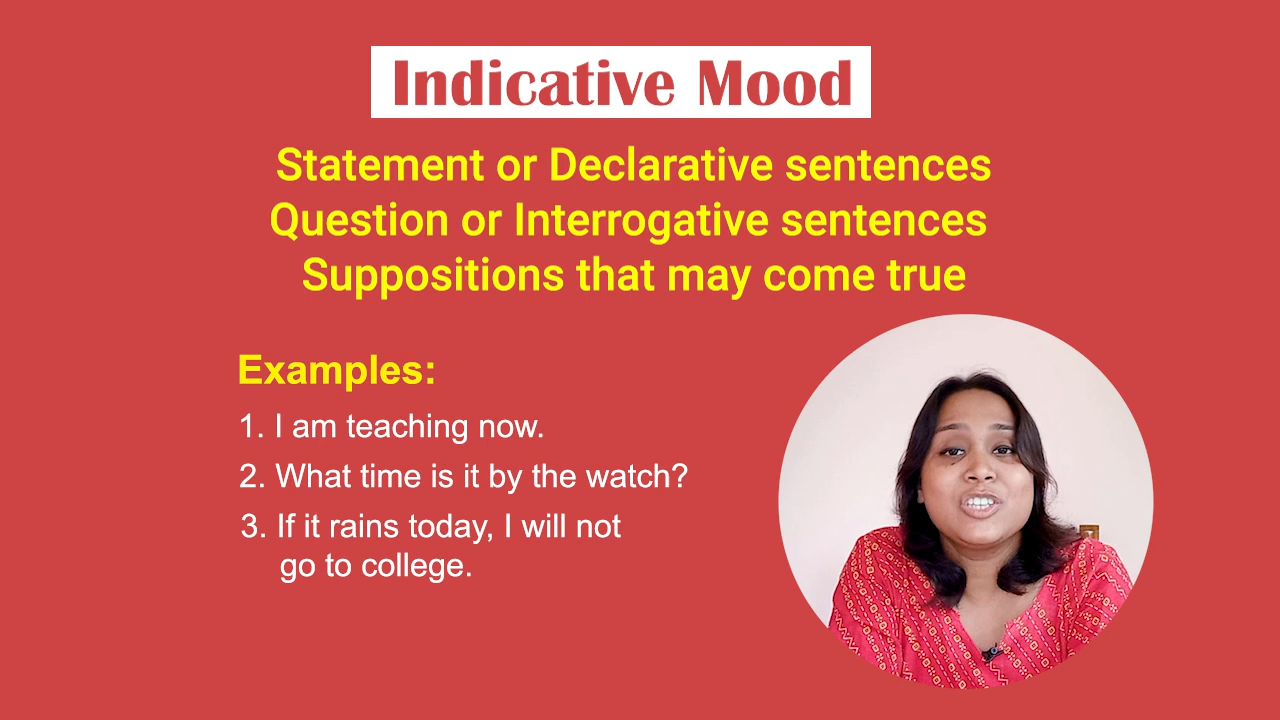 Indicative Mood
Statement or Declarative sentences
Question or Interrogative sentences
Suppositions that may come true
Examples:
1. I am teaching now.
2. What time is it by the watch?
3. If it rains today, I will not
go to college.